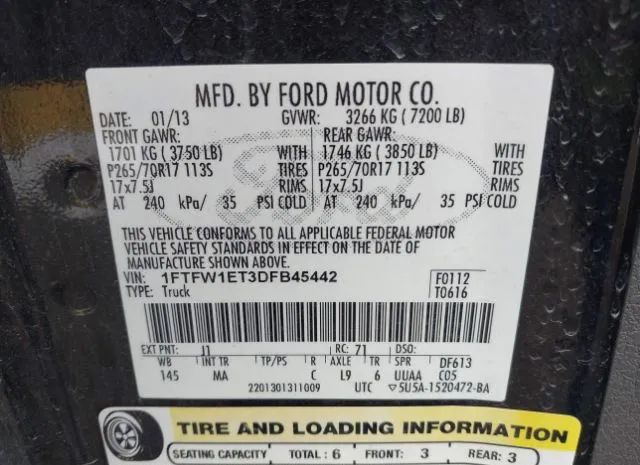 MFD. BY FORD MOTOR CO.
DATE: 01/13 GVWR: 3266 KG ( 7200 LB)
FRONT GAWR: REAR GAWR:
1701 KG ( 3750 LB) WITH 1746 KG ( 3850 LB) WITH
P265/70R17 113S TIRES P265/70R17 113S TIRES
17x7.5J RIMS 17x7.5J RIMS
AT 240 kPa/ 35 PSI COLD AT 240 kPa/ 35 PSI COLD
THIS VEHICLE CONFORMS TO ALL APPLICABLE FEDERAL MOTOR
VEHICLE SAFETY STANDARDS IN EFFECT ON THE DATE OF
MANUFACTURE SHOWN ABOVE.
VIN: 1FTFW1ET3DFB45442 F0112
TYPE: Truck T0616
EXT PNT: J1 RC: 71 DSO:
WB INT TR TP/PS R AXLE TR SPR DF613
145 MA C L9 6 UUAA C05
2201301311009 UTC ▽5U5A-1520472-BA
TIRE AND LOADING INFORMATION
SEATING CAPACITY TOTAL: 6 FRONT: 3 REAR: 3